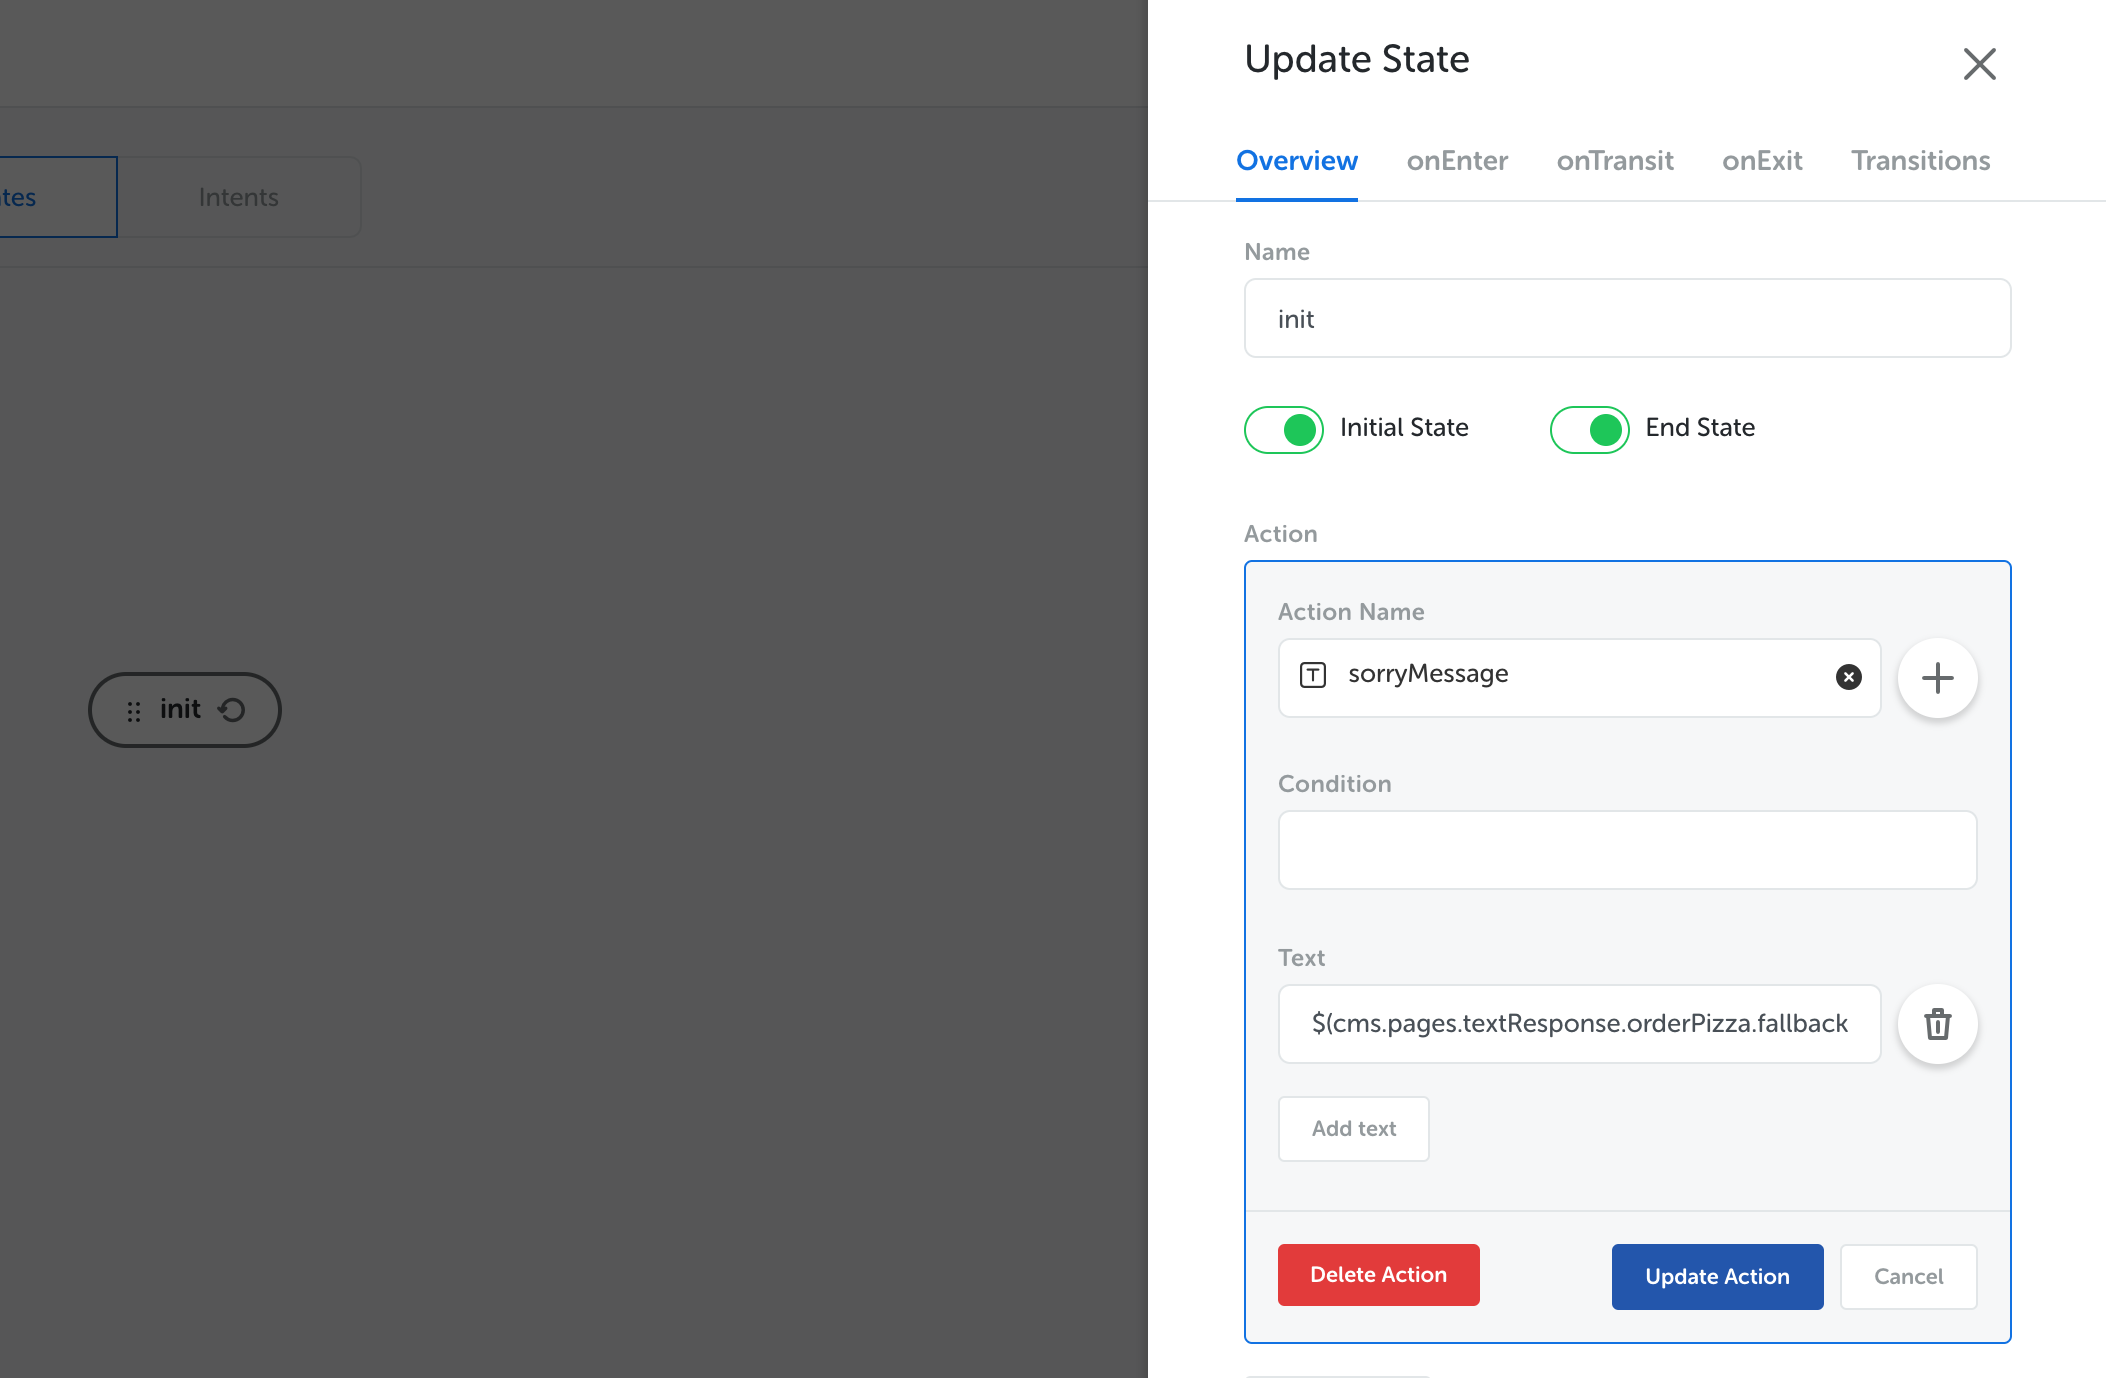 Update State
Overview onEnter onTransit onExit Transitions
tes Intents
Name
init
Initial State End State
Action
Action Name
T sorryMessage
init
Condition
Text
$(cms.pages.textResponse.orderPizza.fallback
Add text
Delete Action Update Action Cancel